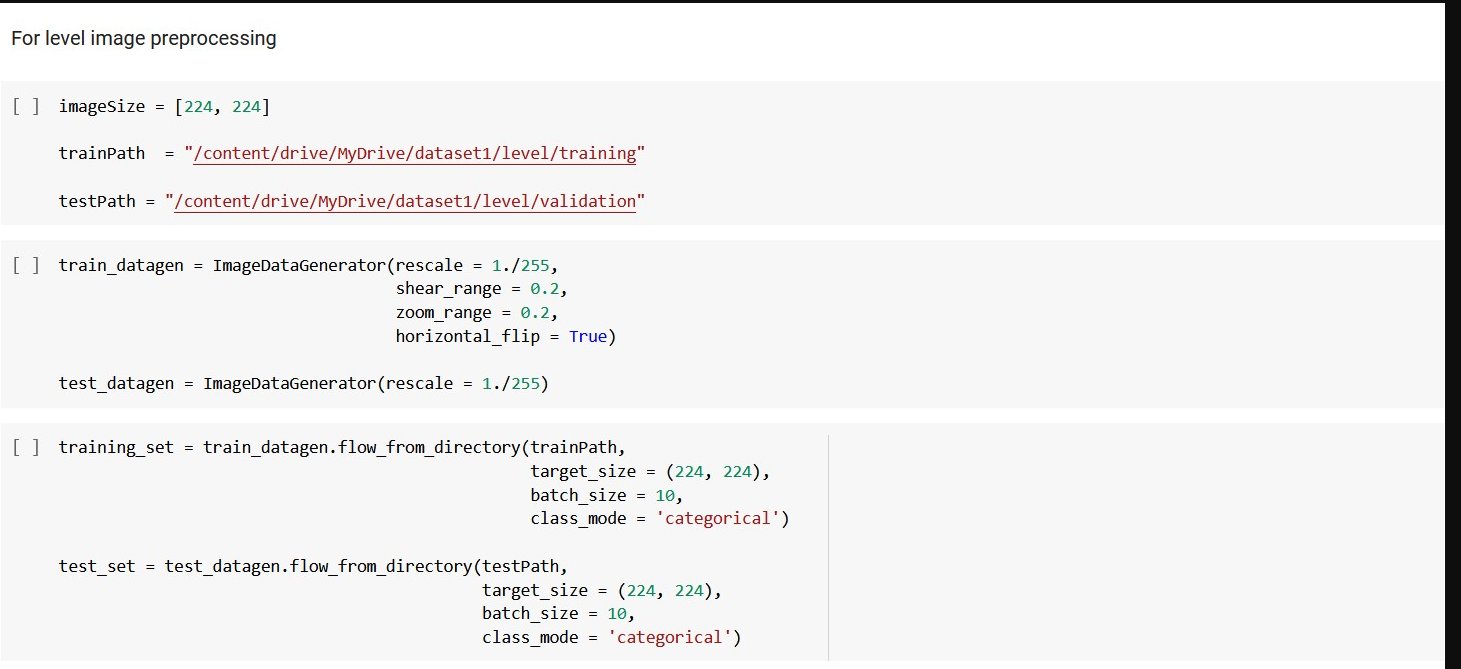 For level image preprocessing
[ ] imageSize = [224, 224]
trainPath  = "/content/drive/MyDrive/dataset1/level/training"
testPath = "/content/drive/MyDrive/dataset1/level/validation"
[ ] train_datagen = ImageDataGenerator(rescale = 1./255,
shear_range = 0.2,
zoom_range = 0.2,
horizontal_flip = True)
test_datagen = ImageDataGenerator(rescale = 1./255)
[ ] training_set = train_datagen.flow_from_directory(trainPath,
target_size = (224, 224),
batch_size = 10,
class_mode = 'categorical')
test_set = test_datagen.flow_from_directory(testPath,
target_size = (224, 224),
batch_size = 10,
class_mode = 'categorical')